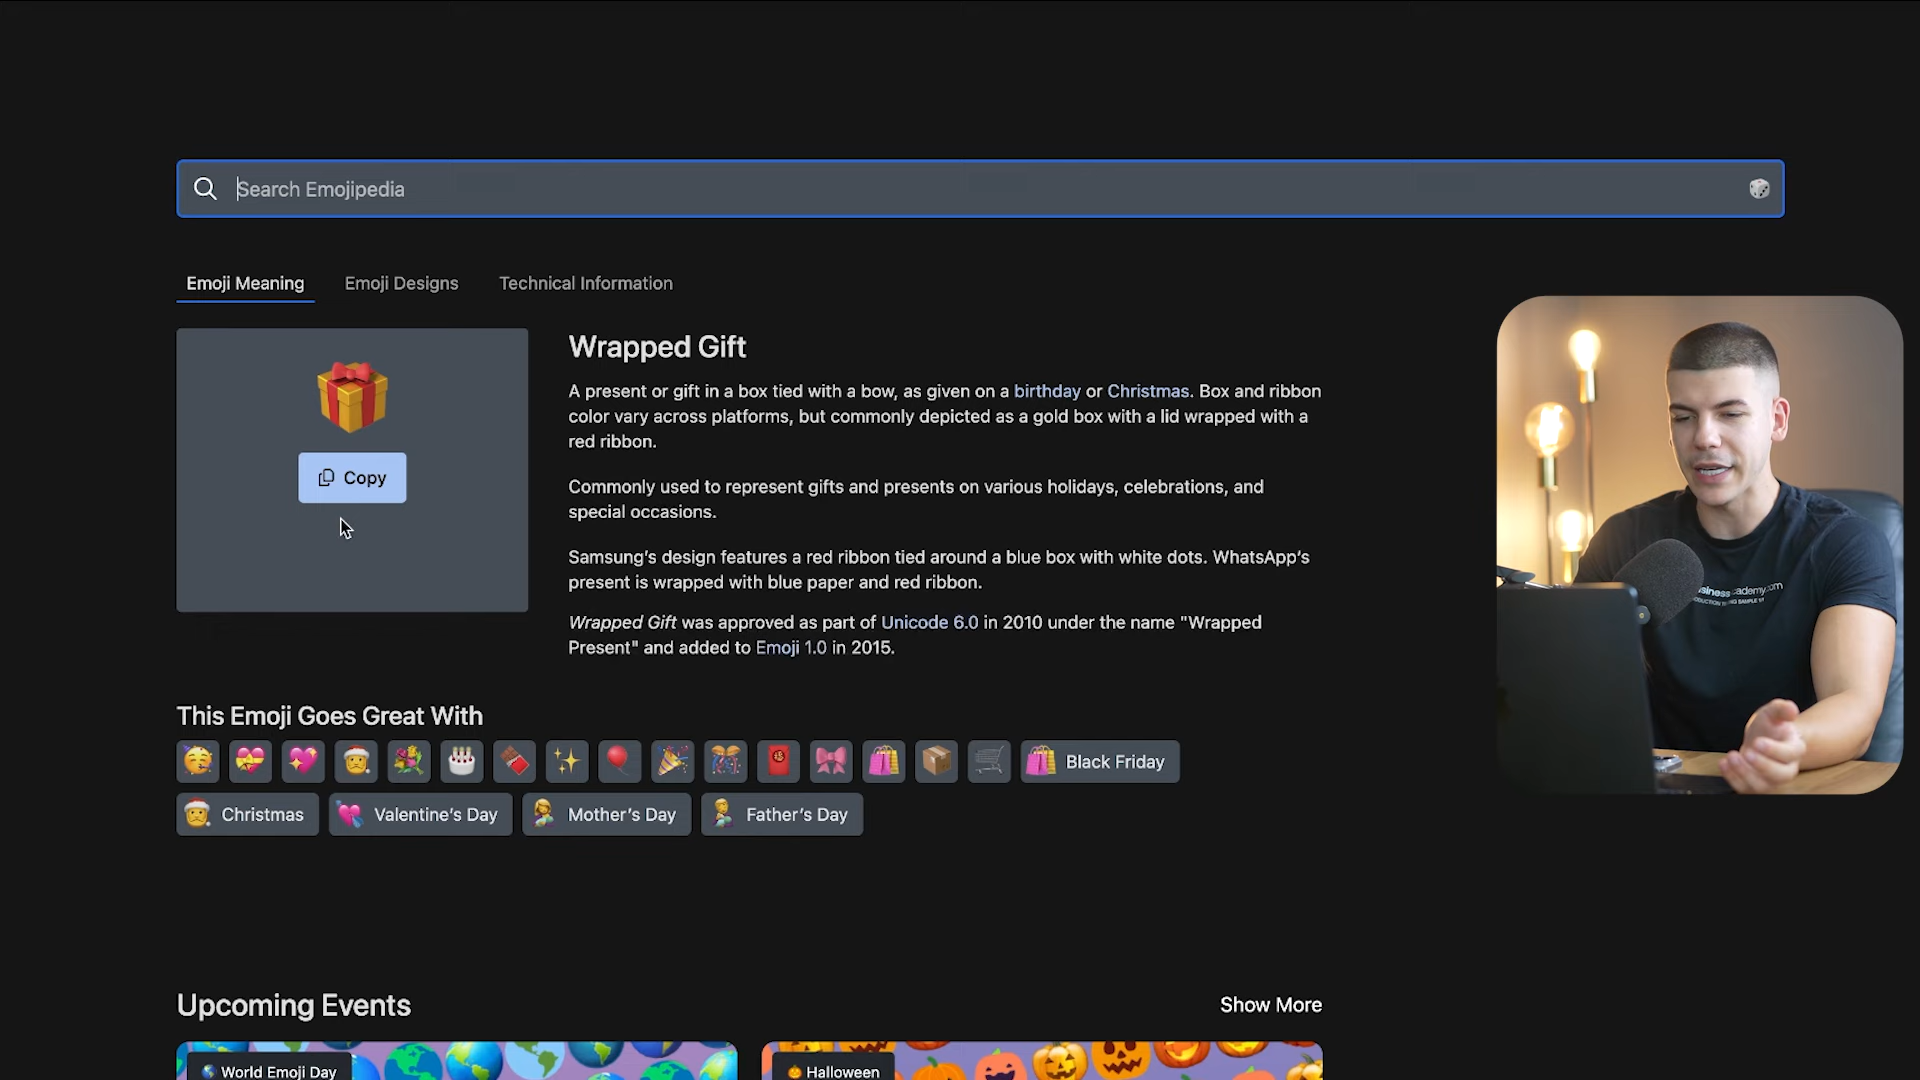 Search Emojipedia
Emoji Meaning
Emoji Designs
Technical Information
Wrapped Gift
A present or gift in a box tied with a bow, as given on a birthday or Christmas. Box and ribbon
color vary across platforms, but commonly depicted as a gold box with a lid wrapped with a
red ribbon.
Copy
Commonly used to represent gifts and presents on various holidays, celebrations, and
special occasions.
Samsung's design features a red ribbon tied around a blue box with white dots. WhatsApp's
present is wrapped with blue paper and red ribbon.
Wrapped Gift was approved as part of Unicode 6.0 in 2010 under the name "Wrapped
Present" and added to Emoji 1.0 in 2015.
This Emoji Goes Great With
Black Friday
Christmas
Valentine's Day
Mother's Day
Father's Day
Upcoming Events
Show More
World Emoji Day
Halloween